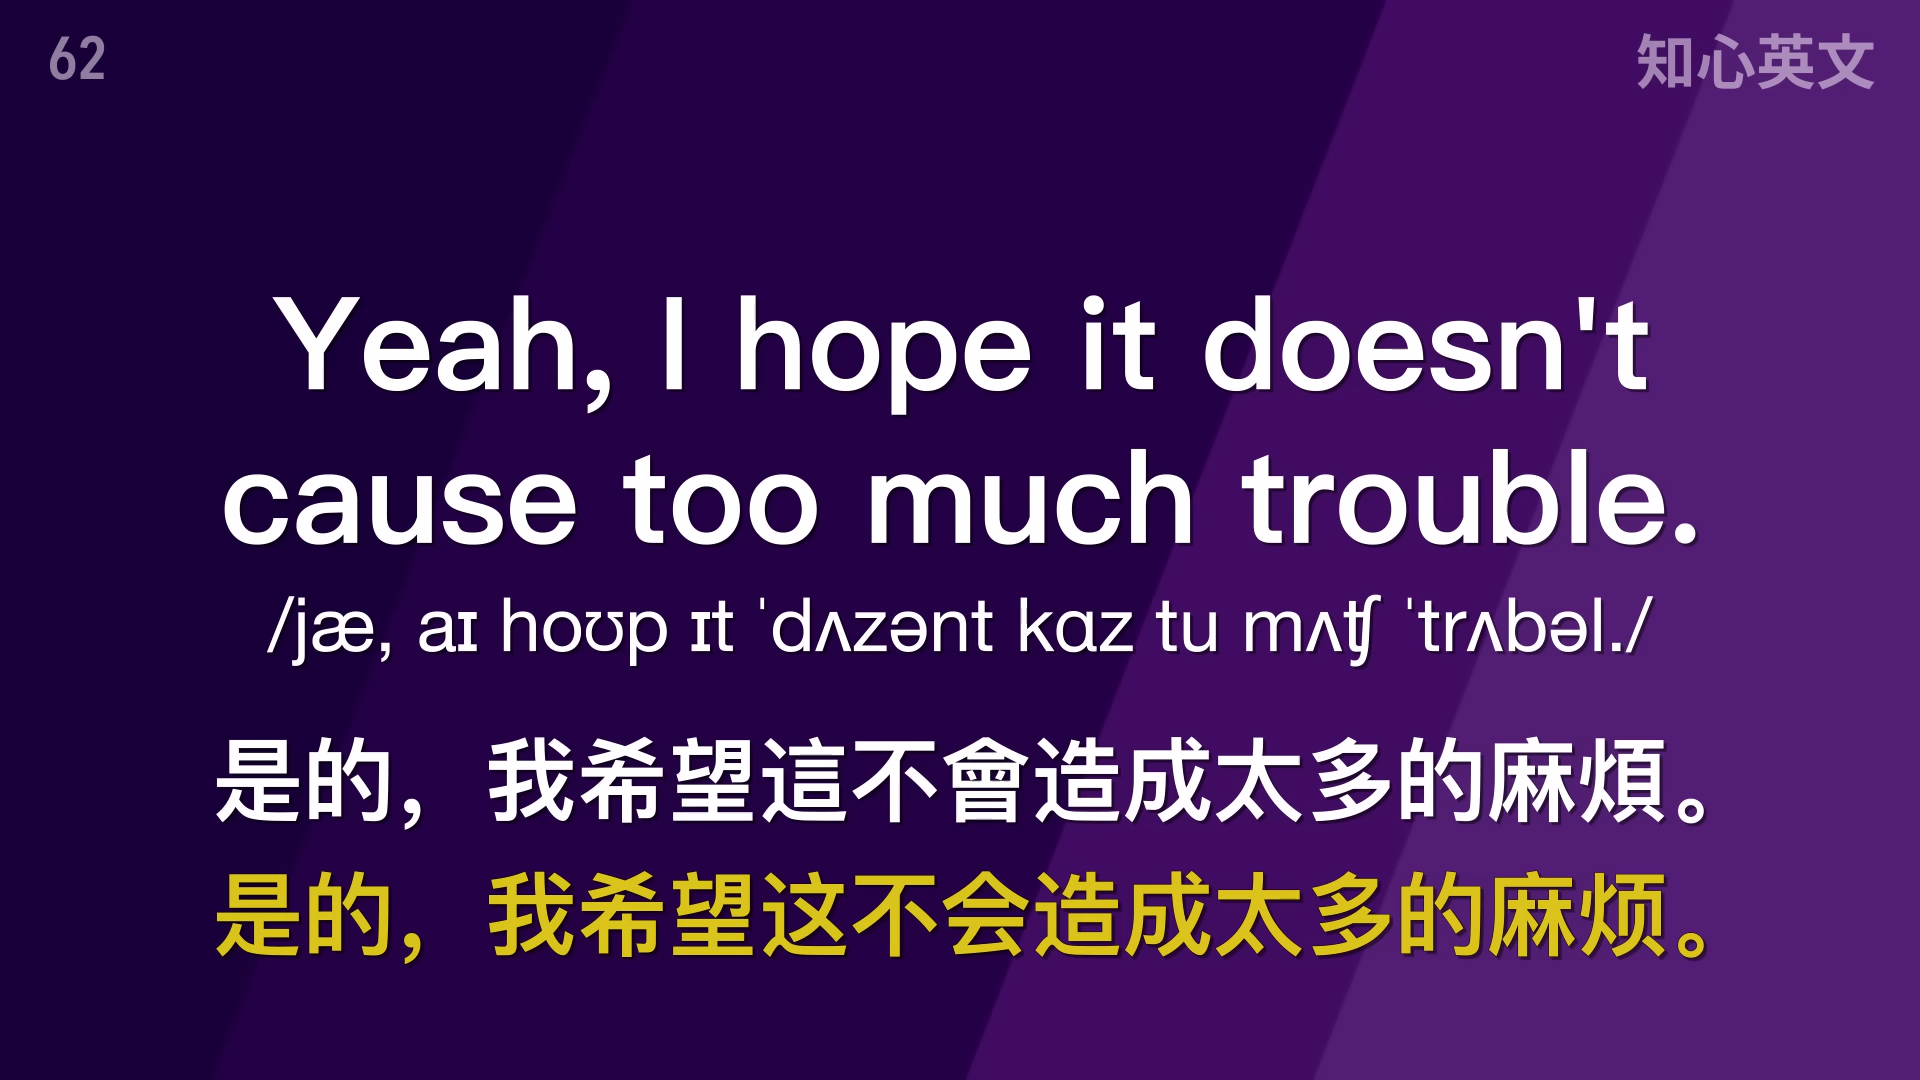 62
知心英文
Yeah, I hope it doesn't
cause too much trouble.
/jæ, aɪ hoʊp ɪt ˈdʌzənt kɑz tu mʌʧ ˈtrʌbəl./
是的，我希望這不會造成太多的麻煩。
是的，我希望这不会造成太多的麻烦。